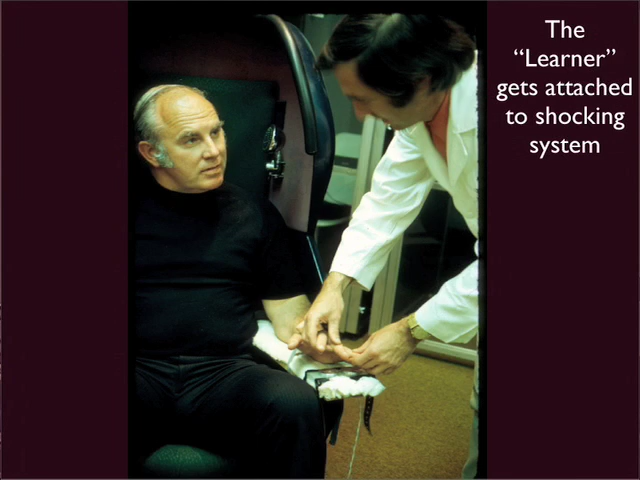 The
“Learner”
gets attached
to shocking
system